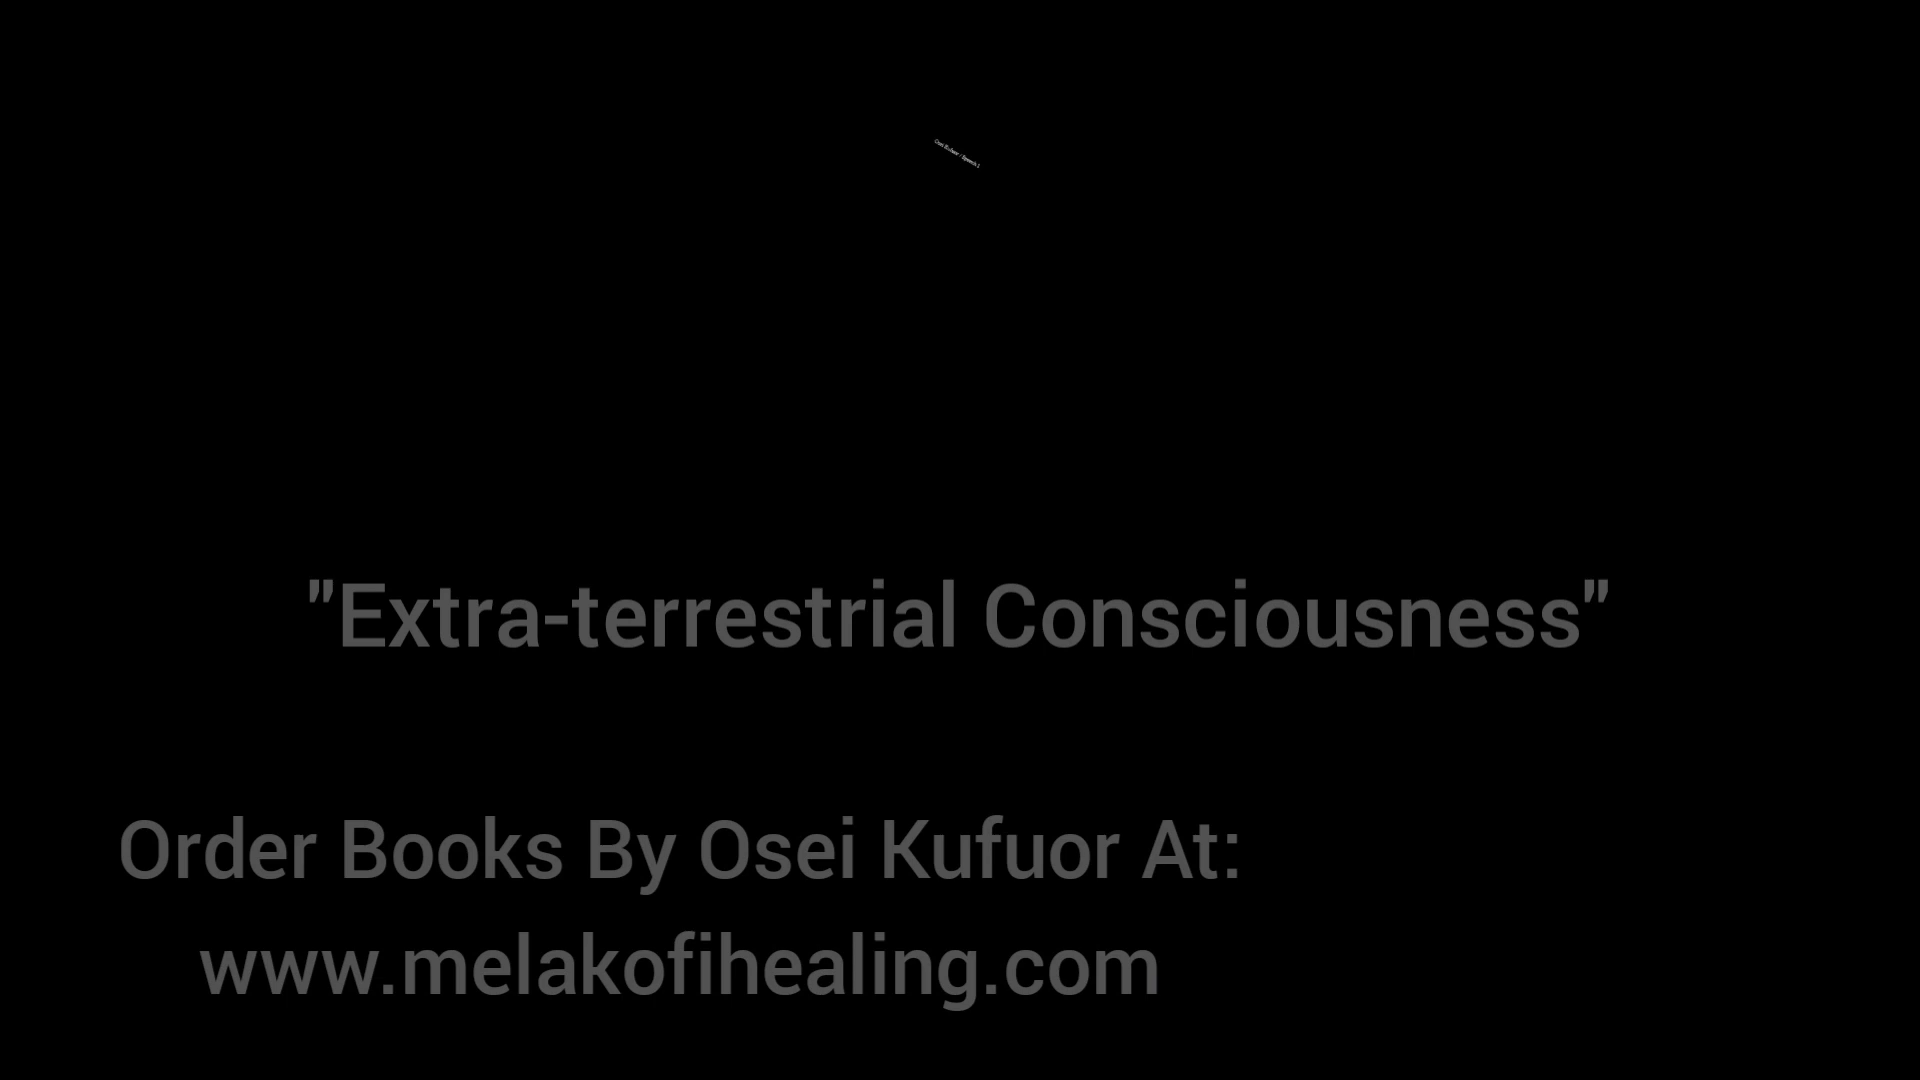 "Extra-terrestrial Consciousness"
Order Books By Osei Kufuor At:
www.melakofihealing.com